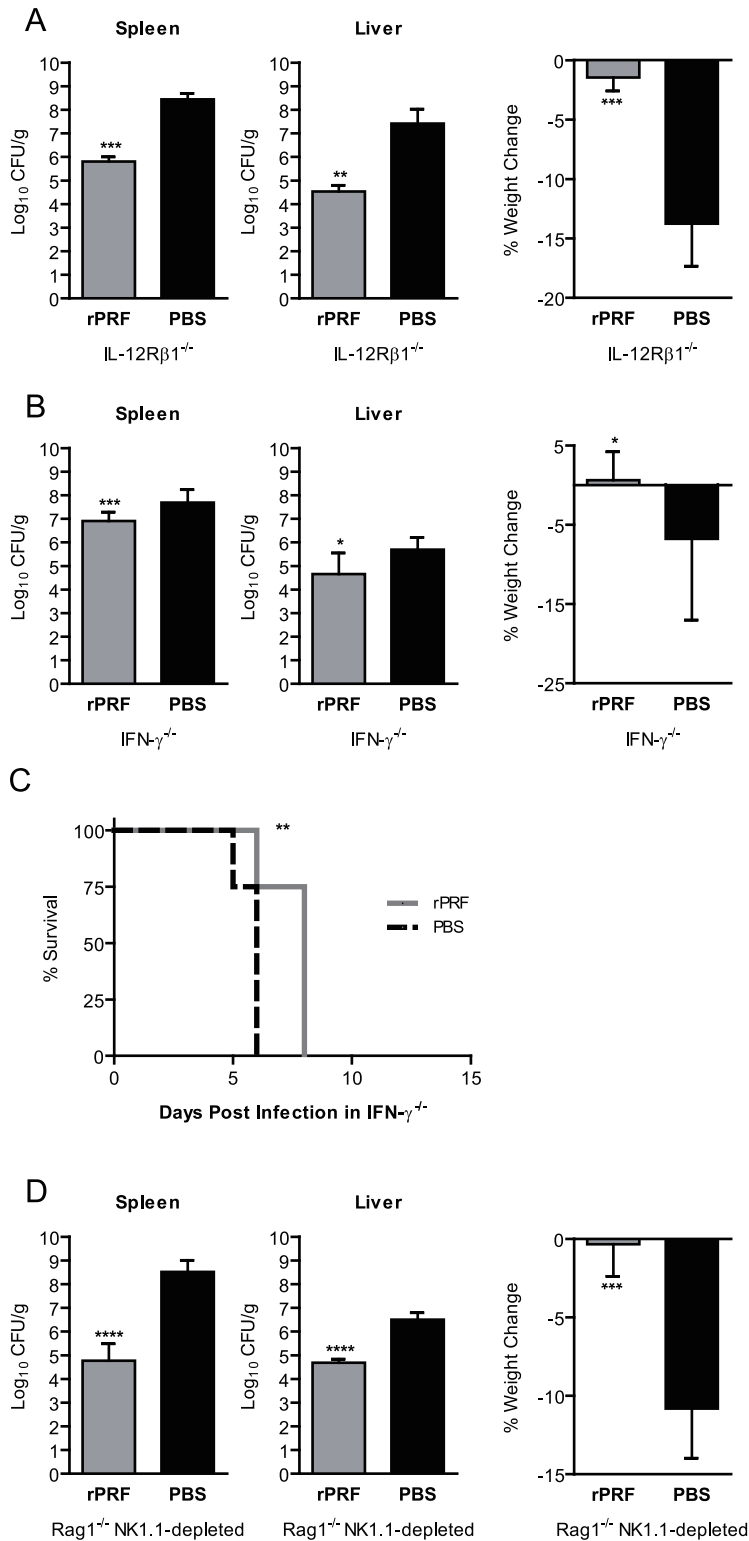 A
Spleen
Liver
10
9
8
7
6
5
4
3
2
1
0
Log10 CFU/g
***
rPRF
PBS
IL-12Rβ1-/-
10
9
8
7
6
5
4
3
2
1
0
Log10 CFU/g
**
rPRF
PBS
IL-12Rβ1-/-
0
-5
-10
-15
-20
% Weight Change
***
rPRF
PBS
IL-12Rβ1-/-
B
Spleen
Liver
10
9
8
7
6
5
4
3
2
1
0
Log10 CFU/g
***
rPRF
PBS
IFN-γ-/-
10
9
8
7
6
5
4
3
2
1
0
Log10 CFU/g
*
rPRF
PBS
IFN-γ-/-
5
-5
-15
-25
% Weight Change
*
rPRF
PBS
IFN-γ-/-
C
100
75
50
25
0
% Survival
**
rPRF
PBS
0
5
10
15
Days Post Infection in IFN-γ-/-
D
Spleen
Liver
10
9
8
7
6
5
4
3
2
1
0
Log10 CFU/g
****
rPRF
PBS
Rag1-/- NK1.1-depleted
10
9
8
7
6
5
4
3
2
1
0
Log10 CFU/g
****
rPRF
PBS
Rag1-/- NK1.1-depleted
0
-5
-10
-15
% Weight Change
***
rPRF
PBS
Rag1-/- NK1.1-depleted